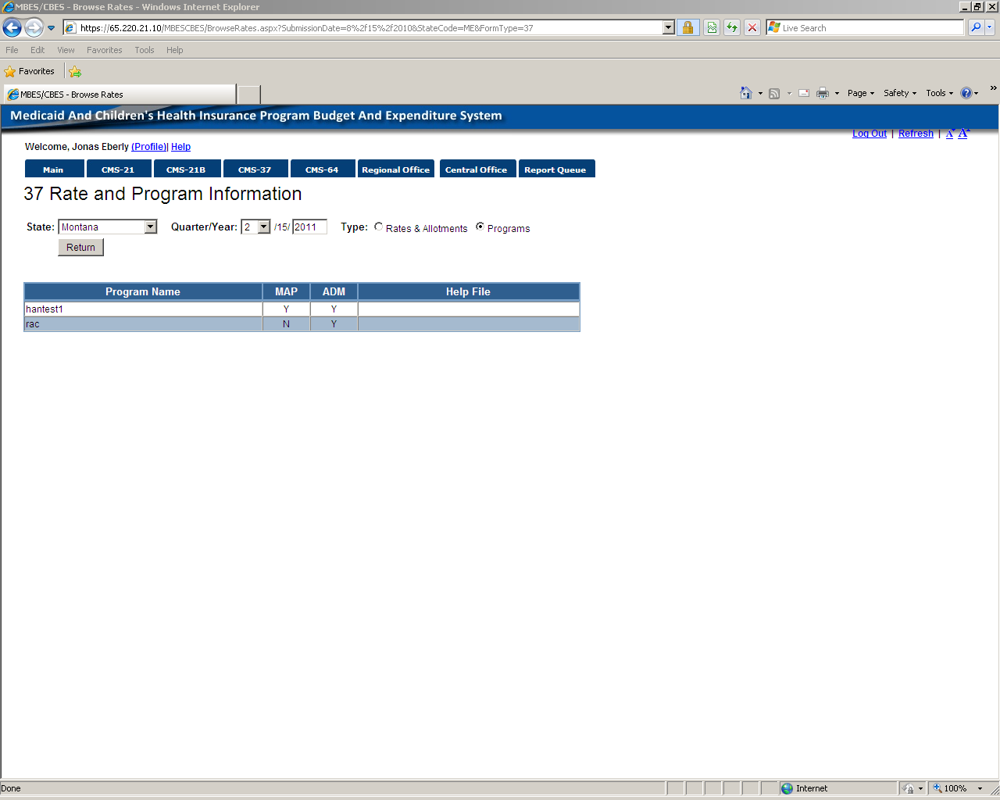 MBES/CBES - Browse Rates - Windows Internet Explorer
https://65.220.21.10/MBESCBES/BrowseRates.aspx?SubmissionDate=8%2f15%2f2010&StateCode=ME&FormType=37
Live Search
File Edit View Favorites Tools Help
Favorites
MBES/CBES - Browse Rates
Page Safety Tools
Medicaid And Children's Health Insurance Program Budget And Expenditure System
Log Out | Refresh | A A
Welcome, Jonas Eberly (Profile)| Help
Main CMS-21 CMS-21B CMS-37 CMS-64 Regional Office Central Office Report Queue
37 Rate and Program Information
State: Montana Quarter/Year: 2 /15/ 2011 Type: Rates & Allotments Programs
Return
Program Name MAP ADM Help File
hantest1 Y Y
rac N Y
Done Internet 100%